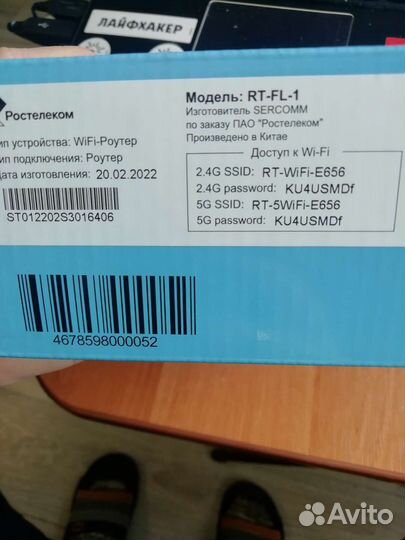 ЛАЙФХАКЕР
Ростелеком
ип устройства: WiFi-Роутер
ип подключения: Роутер
ата изготовления: 20.02.2022
ST012202S3016406
Модель: RT-FL-1
Изготовитель SERCOMM
по заказу ПАО "Ростелеком"
Произведено в Китае
Доступ к Wi-Fi
2.4G SSID: RT-WiFi-E656
2.4G password: KU4USMDf
5G SSID: RT-5WiFi-E656
5G password: KU4USMDf
4678598000052
Avito